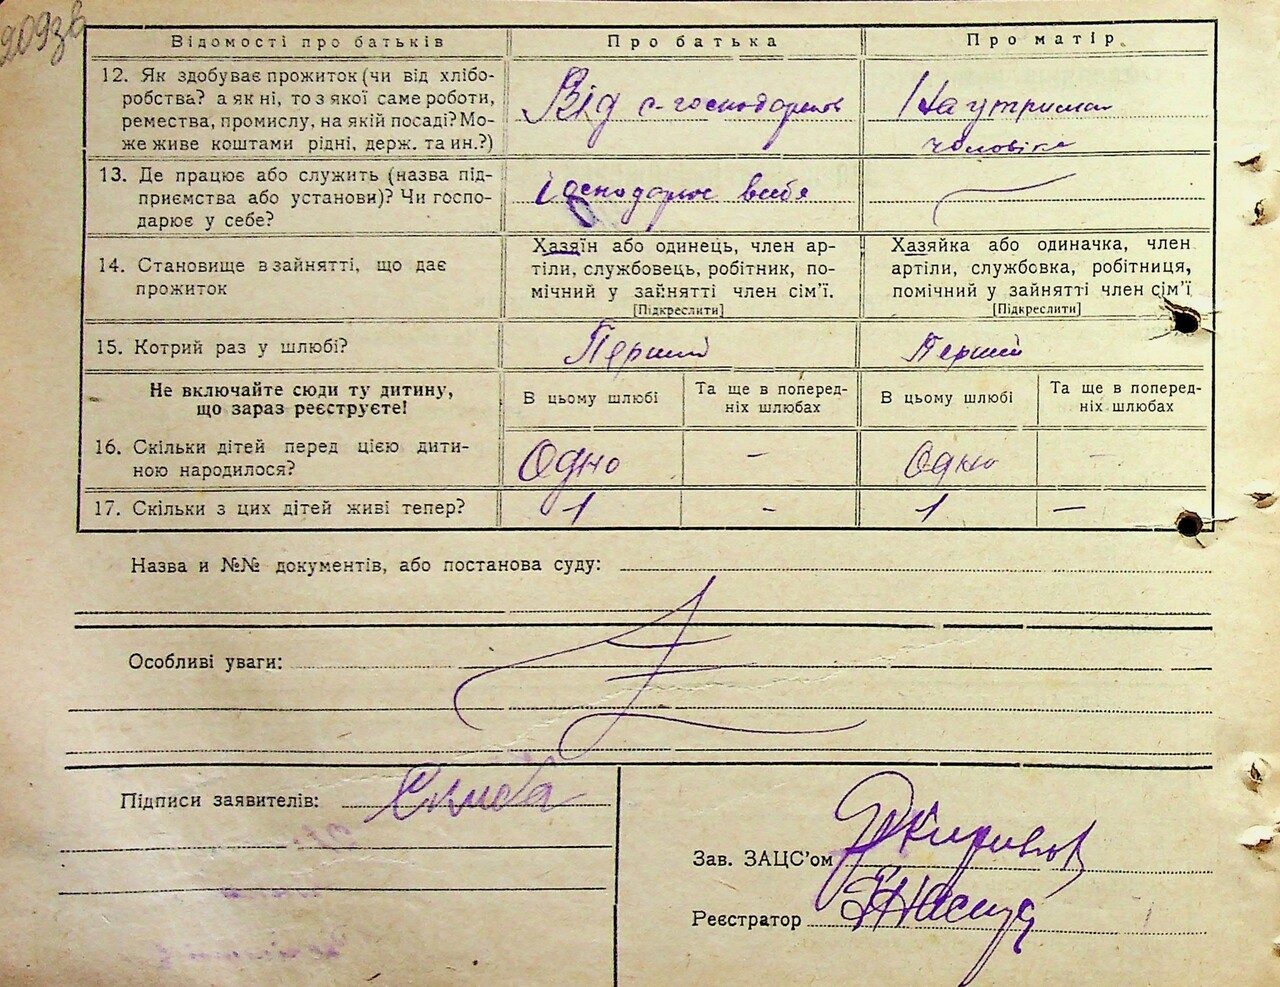 209зв
Відомості про батьків
Про батька
Про матір
12. Як здобуває прожиток (чи від хлібо-
робства? а як ні, то з якої саме роботи,
ремества, промислу, на якій посаді? Мо-
же живе коштами рідні, держ. та ин.?)
Від с-господарств
На утриман
чоловіка
13. Де працює або служить (назва під-
приємства або установи)? Чи госпо-
дарює у себе?
Господарює в себе
14. Становище в зайнятті, що дає
прожиток
Хазяїн або одинець, член ар-
тіли, службовець, робітник, по-
мічний у зайнятті член сім'ї.
[Підкреслити]
Хазяйка або одиначка, член
артіли, службовка, робітниця,
помічний у зайнятті член сім'ї
[Підкреслити]
15. Котрий раз у шлюбі?
Перший
Перший
Не включайте сюди ту дитину,
що зараз реєструєте!
В цьому шлюбі
Та ще в поперед-
ніх шлюбах
В цьому шлюбі
Та ще в поперед-
ніх шлюбах
16. Скільки дітей перед цією дити-
ною народилося?
Одно
–
Одно
–
17. Скільки з цих дітей живі тепер?
1
–
1
–
Назва и №№ документів, або постанова суду:
Особливі уваги:
Підписи заявителів:
Зав. ЗАЦС'ом
Реєстратор